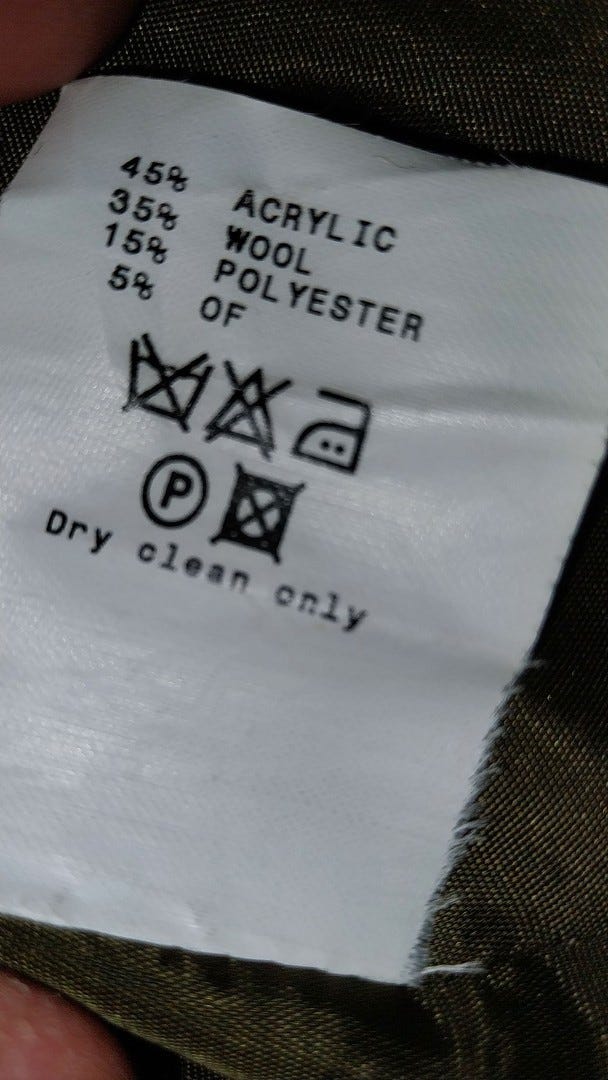 45% ACRYLIC
35% WOOL
15% POLYESTER
5% OF
P
Dry clean only